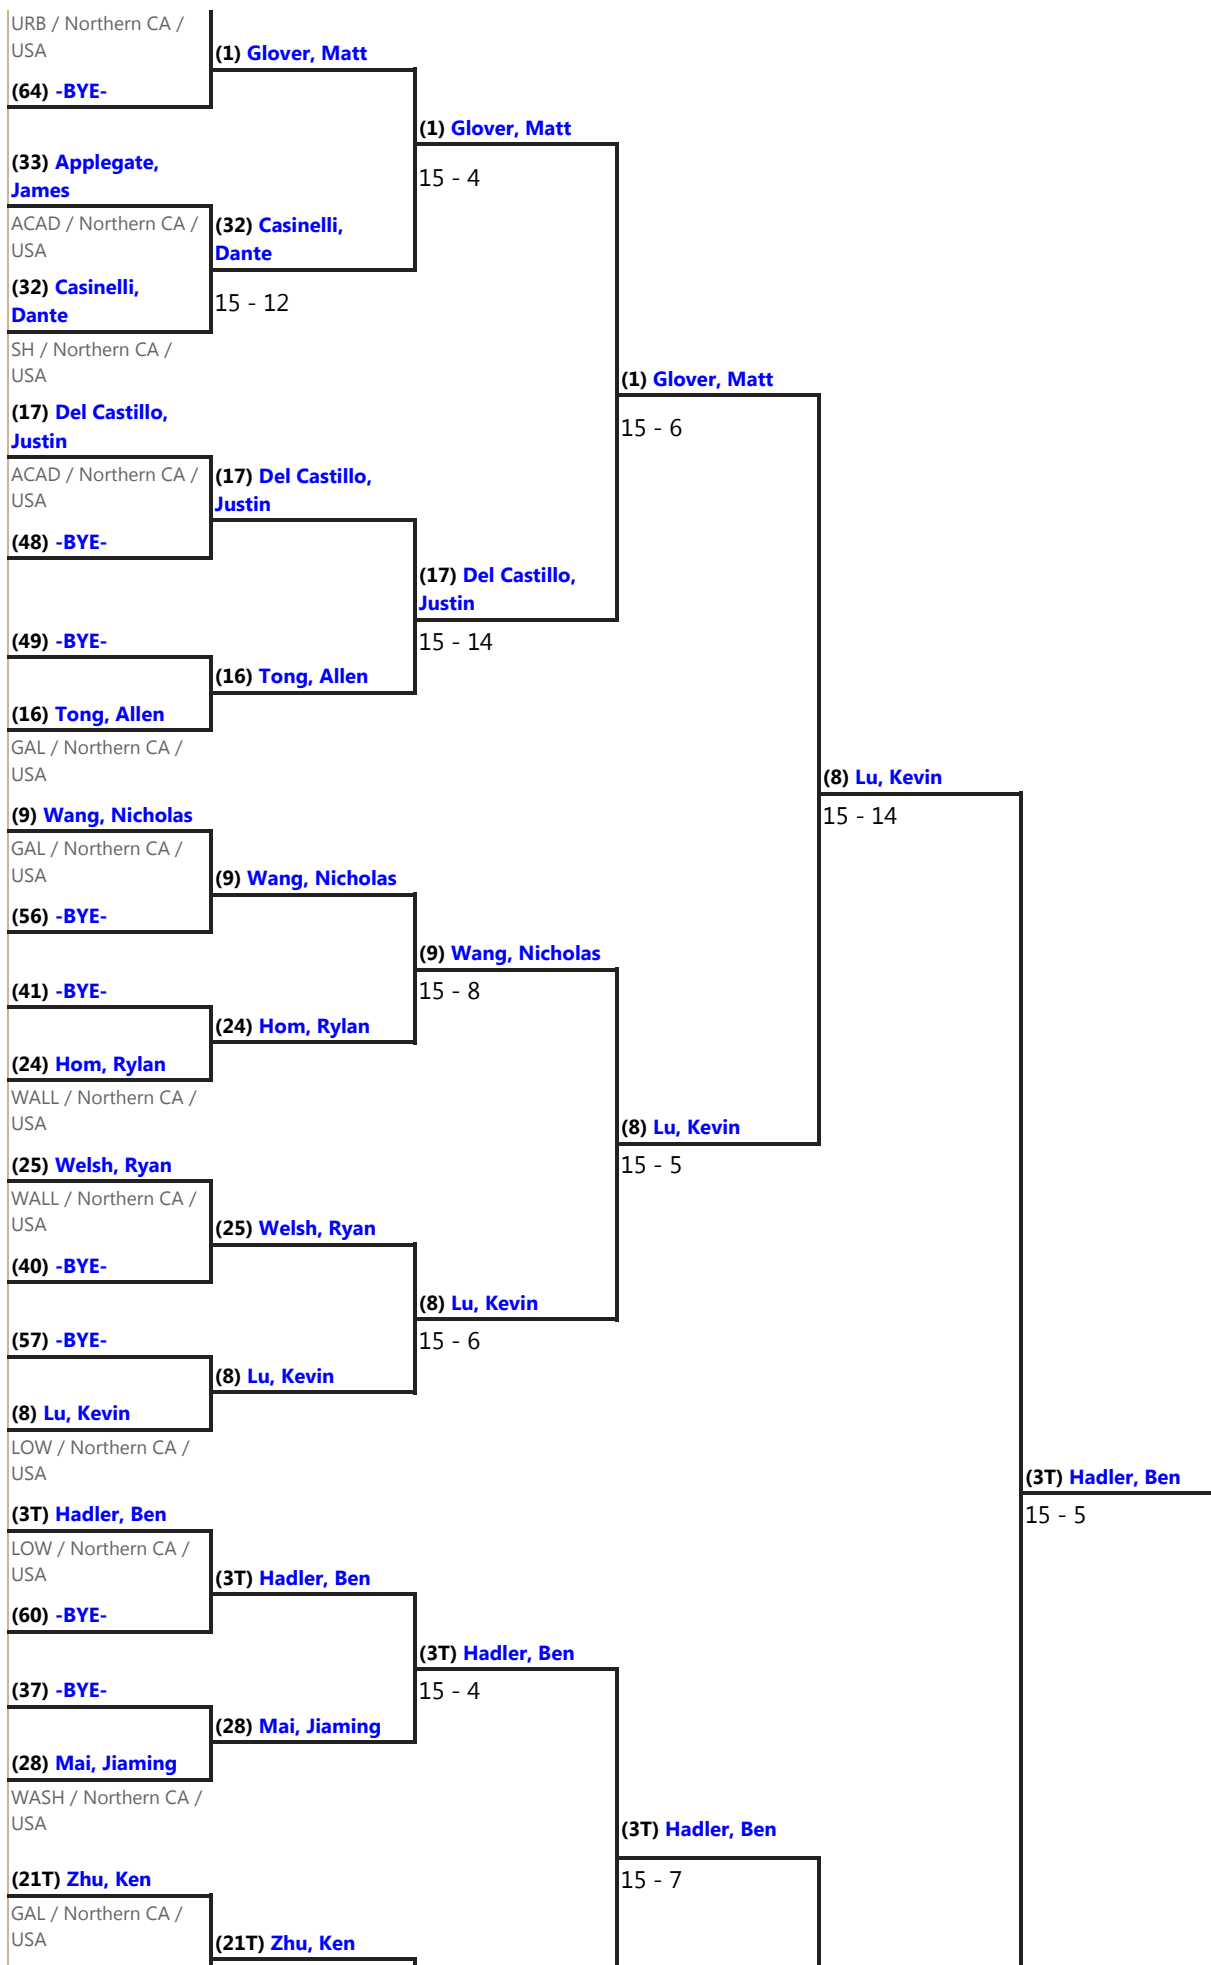 URB / Northern CA /
USA
(1) Glover, Matt
(64) -BYE-
(1) Glover, Matt
15 - 4
(33) Applegate,
James
ACAD / Northern CA /
USA
(32) Casinelli,
Dante
(32) Casinelli,
Dante
15 - 12
SH / Northern CA /
USA
(1) Glover, Matt
15 - 6
(17) Del Castillo,
Justin
ACAD / Northern CA /
USA
(17) Del Castillo,
Justin
(48) -BYE-
(17) Del Castillo,
Justin
15 - 14
(49) -BYE-
(16) Tong, Allen
(16) Tong, Allen
GAL / Northern CA /
USA
(8) Lu, Kevin
15 - 14
(9) Wang, Nicholas
GAL / Northern CA /
USA
(9) Wang, Nicholas
(56) -BYE-
(9) Wang, Nicholas
15 - 8
(41) -BYE-
(24) Hom, Rylan
(24) Hom, Rylan
WALL / Northern CA /
USA
(8) Lu, Kevin
15 - 5
(25) Welsh, Ryan
WALL / Northern CA /
USA
(25) Welsh, Ryan
(40) -BYE-
(8) Lu, Kevin
15 - 6
(57) -BYE-
(8) Lu, Kevin
(8) Lu, Kevin
LOW / Northern CA /
USA
(3T) Hadler, Ben
15 - 5
(3T) Hadler, Ben
LOW / Northern CA /
USA
(3T) Hadler, Ben
(60) -BYE-
(3T) Hadler, Ben
15 - 4
(37) -BYE-
(28) Mai, Jiaming
(28) Mai, Jiaming
WASH / Northern CA /
USA
(3T) Hadler, Ben
15 - 7
(21T) Zhu, Ken
GAL / Northern CA /
USA
(21T) Zhu, Ken